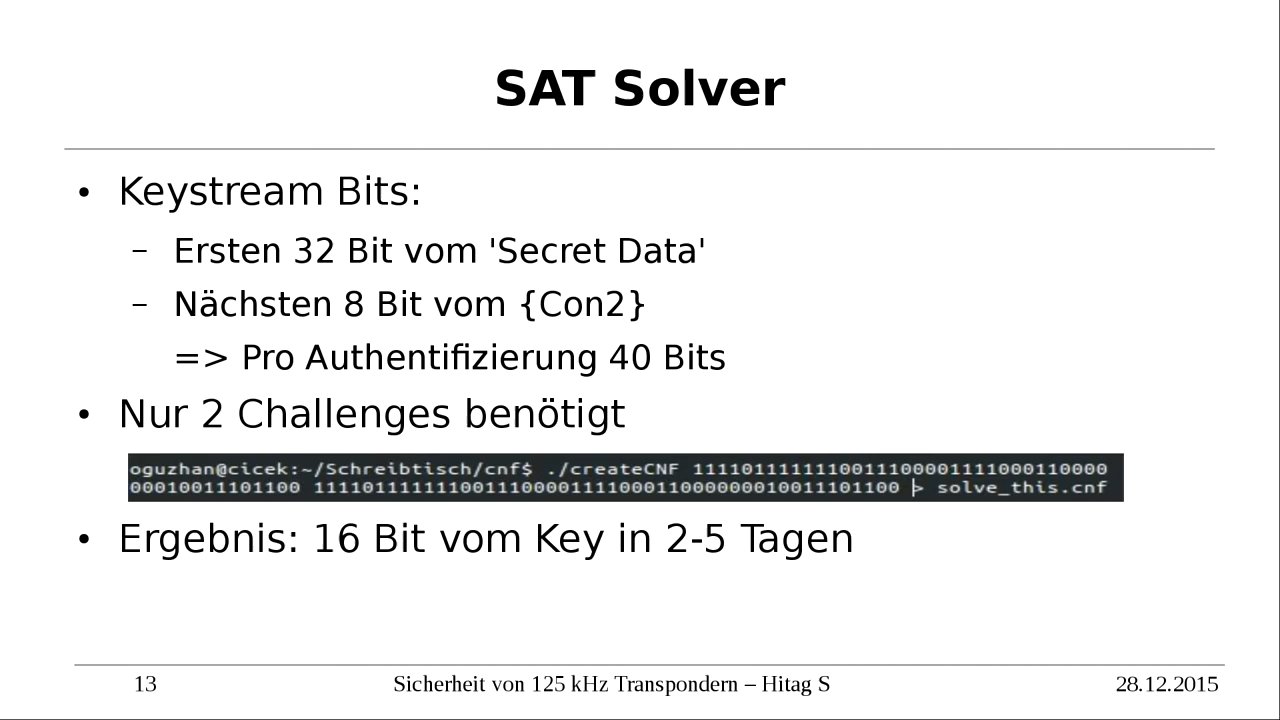 SAT Solver
• Keystream Bits:
– Ersten 32 Bit vom 'Secret Data'
– Nächsten 8 Bit vom {Con2}
=> Pro Authentifizierung 40 Bits
• Nur 2 Challenges benötigt
oguzhan@cicek:~/Schreibtisch/cnf$ ./createCNF 1111011111110011100001111000110000
00010011101100 111101111111001110000111100011000000010011101100 > solve_this.cnf
• Ergebnis: 16 Bit vom Key in 2-5 Tagen
13 Sicherheit von 125 kHz Transpondern – Hitag S 28.12.2015